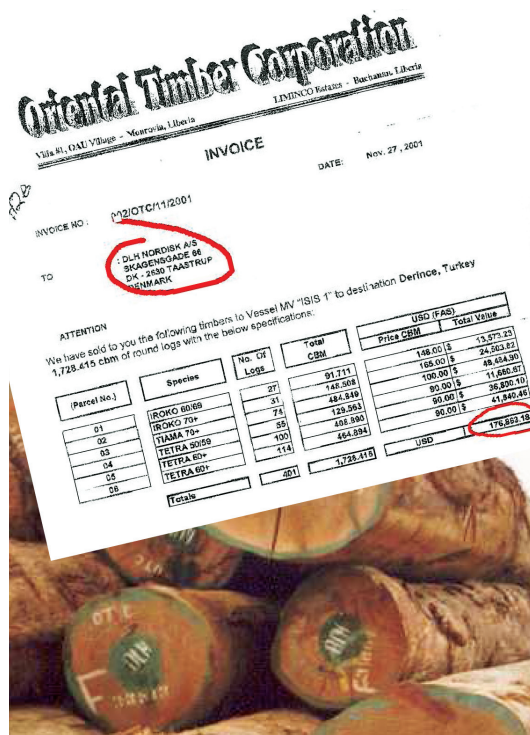 Oriental Timber Corporation
Villa 81, OAU Village - Monrovia, Liberia LIMINCO Estates - Buchanan, Liberia
INVOICE
DATE: Nov. 27, 2001
INVOICE NO : 002/OTC/11/2001
TO : DLH NORDISK A/S
SKAGENSGADE 66
DK - 2630 TAASTRUP
DENMARK
ATTENTION
We have sold to you the following timbers to Vessel MV "ISIS 1" to destination Derince, Turkey
1,728.415 cbm of round logs with the below specifications:
(Parcel No.) Species No. Of Logs Total CBM USD (FAS) Price CBM Total Value
01 IROKO 60/69 27 91.711 148.00 $ 13,573.23
02 IROKO 70+ 31 148.508 165.00 $ 24,503.82
03 TIAMA 70+ 74 484.849 100.00 $ 48,484.90
04 TETRA 50/59 55 129.563 90.00 $ 11,660.67
05 TETRA 60+ 100 408.890 90.00 $ 36,800.10
06 TETRA 60+ 114 464.894 90.00 $ 41,840.46
Totals 401 1,728.415 USD 176,863.18
OTC
DLH
F
DLH
F